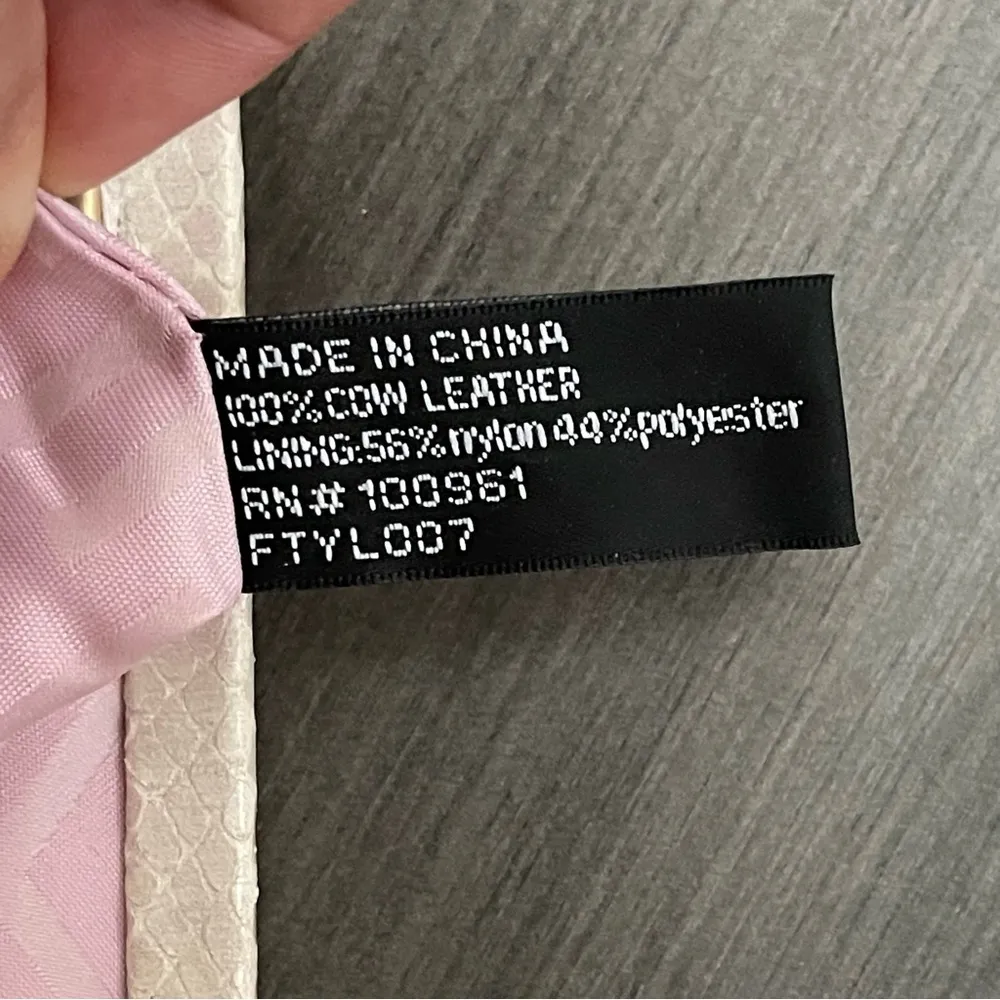 MADE IN CHINA
100%COW LEATHER
LINING:56%nylon 44%polyester
RN# 100961
FTYL007